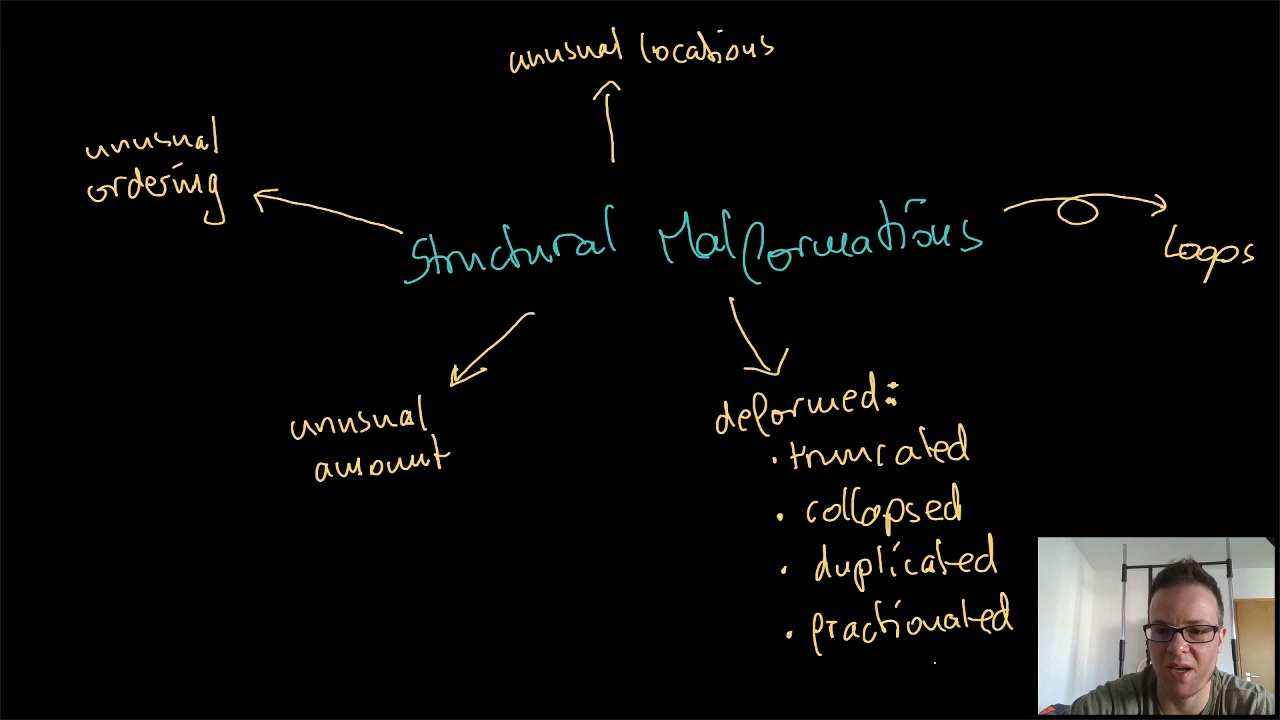 unusual locations
unusual
ordering
Structural Malformations
Loops
unusual
amount
deformed:
• truncated
• collapsed
• duplicated
• fractionated